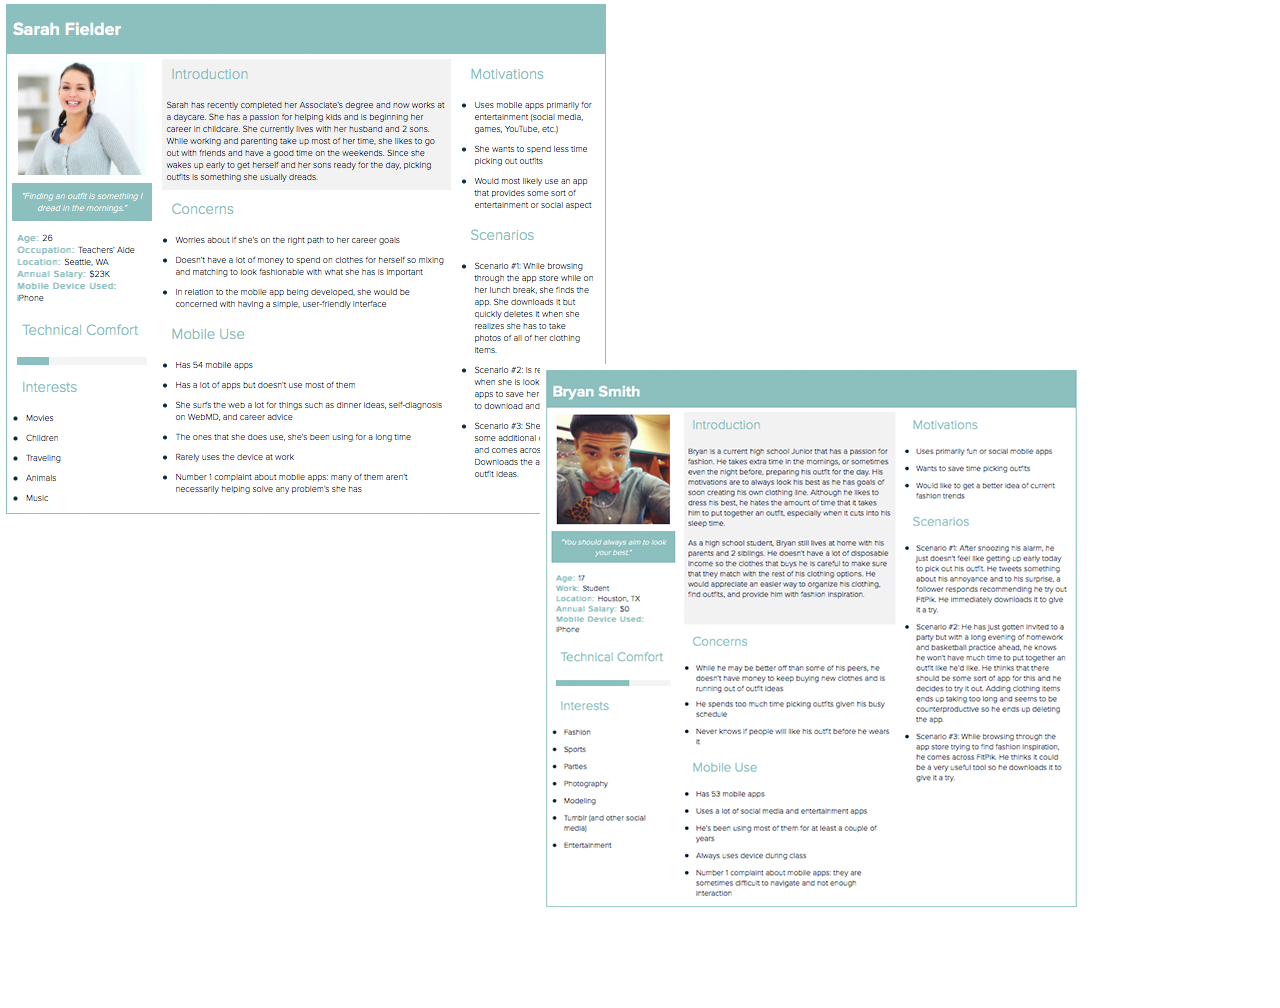 Sarah Fielder
"Finding an outfit is something I
dread in the mornings."
Age: 26
Occupation: Teachers' Aide
Location: Seattle, WA
Annual Salary: $23K
Mobile Device Used:
iPhone
Technical Comfort
Interests
Movies
Children
Traveling
Animals
Music
Introduction
Sarah has recently completed her Associate's degree and now works at
a daycare. She has a passion for helping kids and is beginning her
career in childcare. She currently lives with her husband and 2 sons.
While working and parenting take up most of her time, she likes to go
out with friends and have a good time on the weekends. Since she
wakes up early to get herself and her sons ready for the day, picking
outfits is something she usually dreads.
Concerns
Worries about if she's on the right path to her career goals
Doesn't have a lot of money to spend on clothes for herself so mixing
and matching to look fashionable with what she has is important
In relation to the mobile app being developed, she would be
concerned with having a simple, user-friendly interface
Mobile Use
Has 54 mobile apps
Has a lot of apps but doesn't use most of them
She surfs the web a lot for things such as dinner ideas, self-diagnosis
on WebMD, and career advice
The ones that she does use, she's been using for a long time
Rarely uses the device at work
Number 1 complaint about mobile apps: many of them aren't
necessarily helping solve any problem's she has
Motivations
Uses mobile apps primarily for
entertainment (social media,
games, YouTube, etc.)
She wants to spend less time
picking out outfits
Would most likely use an app
that provides some sort of
entertainment or social aspect
Scenarios
Scenario #1: While browsing
through the app store while on
her lunch break, she finds the
app. She downloads it but
quickly deletes it when she
realizes she has to take
photos of all of her clothing
items.
Scenario #2: Is re
when she is look
apps to save her
to download and
Scenario #3: She
some additional
and comes acros
Downloads the a
outfit ideas.
Bryan Smith
"You should always aim to look
your best."
Age: 17
Work: Student
Location: Houston, TX
Annual Salary: $0
Mobile Device Used:
iPhone
Technical Comfort
Interests
Fashion
Sports
Parties
Photography
Modeling
Tumblr (and other social
media)
Entertainment
Introduction
Bryan is a current high school Junior that has a passion for
fashion. He takes extra time in the mornings, or sometimes
even the night before, preparing his outfit for the day. His
motivations are to always look his best as he has goals of
soon creating his own clothing line. Although he likes to
dress his best, he hates the amount of time that it takes
him to put together an outfit, especially when it cuts into his
sleep time.
As a high school student, Bryan still lives at home with his
parents and 2 siblings. He doesn't have a lot of disposable
income so the clothes that buys he is careful to make sure
that they match with the rest of his clothing options. He
would appreciate an easier way to organize his clothing,
find outfits, and provide him with fashion inspiration.
Concerns
While he may be better off than some of his peers, he
doesn't have money to keep buying new clothes and is
running out of outfit ideas
He spends too much time picking outfits given his busy
schedule
Never knows if people will like his outfit before he wears
it
Mobile Use
Has 53 mobile apps
Uses a lot of social media and entertainment apps
He's been using most of them for at least a couple of
years
Always uses device during class
Number 1 complaint about mobile apps: they are
sometimes difficult to navigate and not enough
interaction
Motivations
Uses primarily fun or social mobile apps
Wants to save time picking outfits
Would like to get a better idea of current
fashion trends
Scenarios
Scenario #1: After snoozing his alarm, he
just doesn't feel like getting up early today
to pick out his outfit. He tweets something
about his annoyance and to his surprise, a
follower responds recommending he try out
FitPik. He immediately downloads it to give
it a try.
Scenario #2: He has just gotten invited to a
party but with a long evening of homework
and basketball practice ahead, he knows
he won't have much time to put together an
outfit like he'd like. He thinks that there
should be some sort of app for this and he
decides to try it out. Adding clothing items
ends up taking too long and seems to be
counterproductive so he ends up deleting
the app.
Scenario #3: While browsing through the
app store trying to find fashion inspiration,
he comes across FitPik. He thinks it could
be a very useful tool so he downloads it to
give it a try.